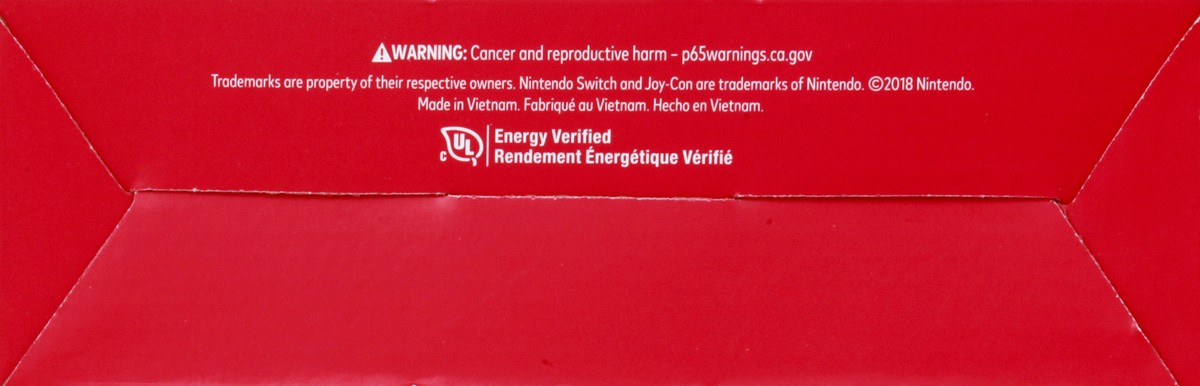 ⚠WARNING: Cancer and reproductive harm – p65warnings.ca.gov
Trademarks are property of their respective owners. Nintendo Switch and Joy-Con are trademarks of Nintendo. ©2018 Nintendo.
Made in Vietnam. Fabriqué au Vietnam. Hecho en Vietnam.
c UL Energy Verified
Rendement Énergétique Vérifié